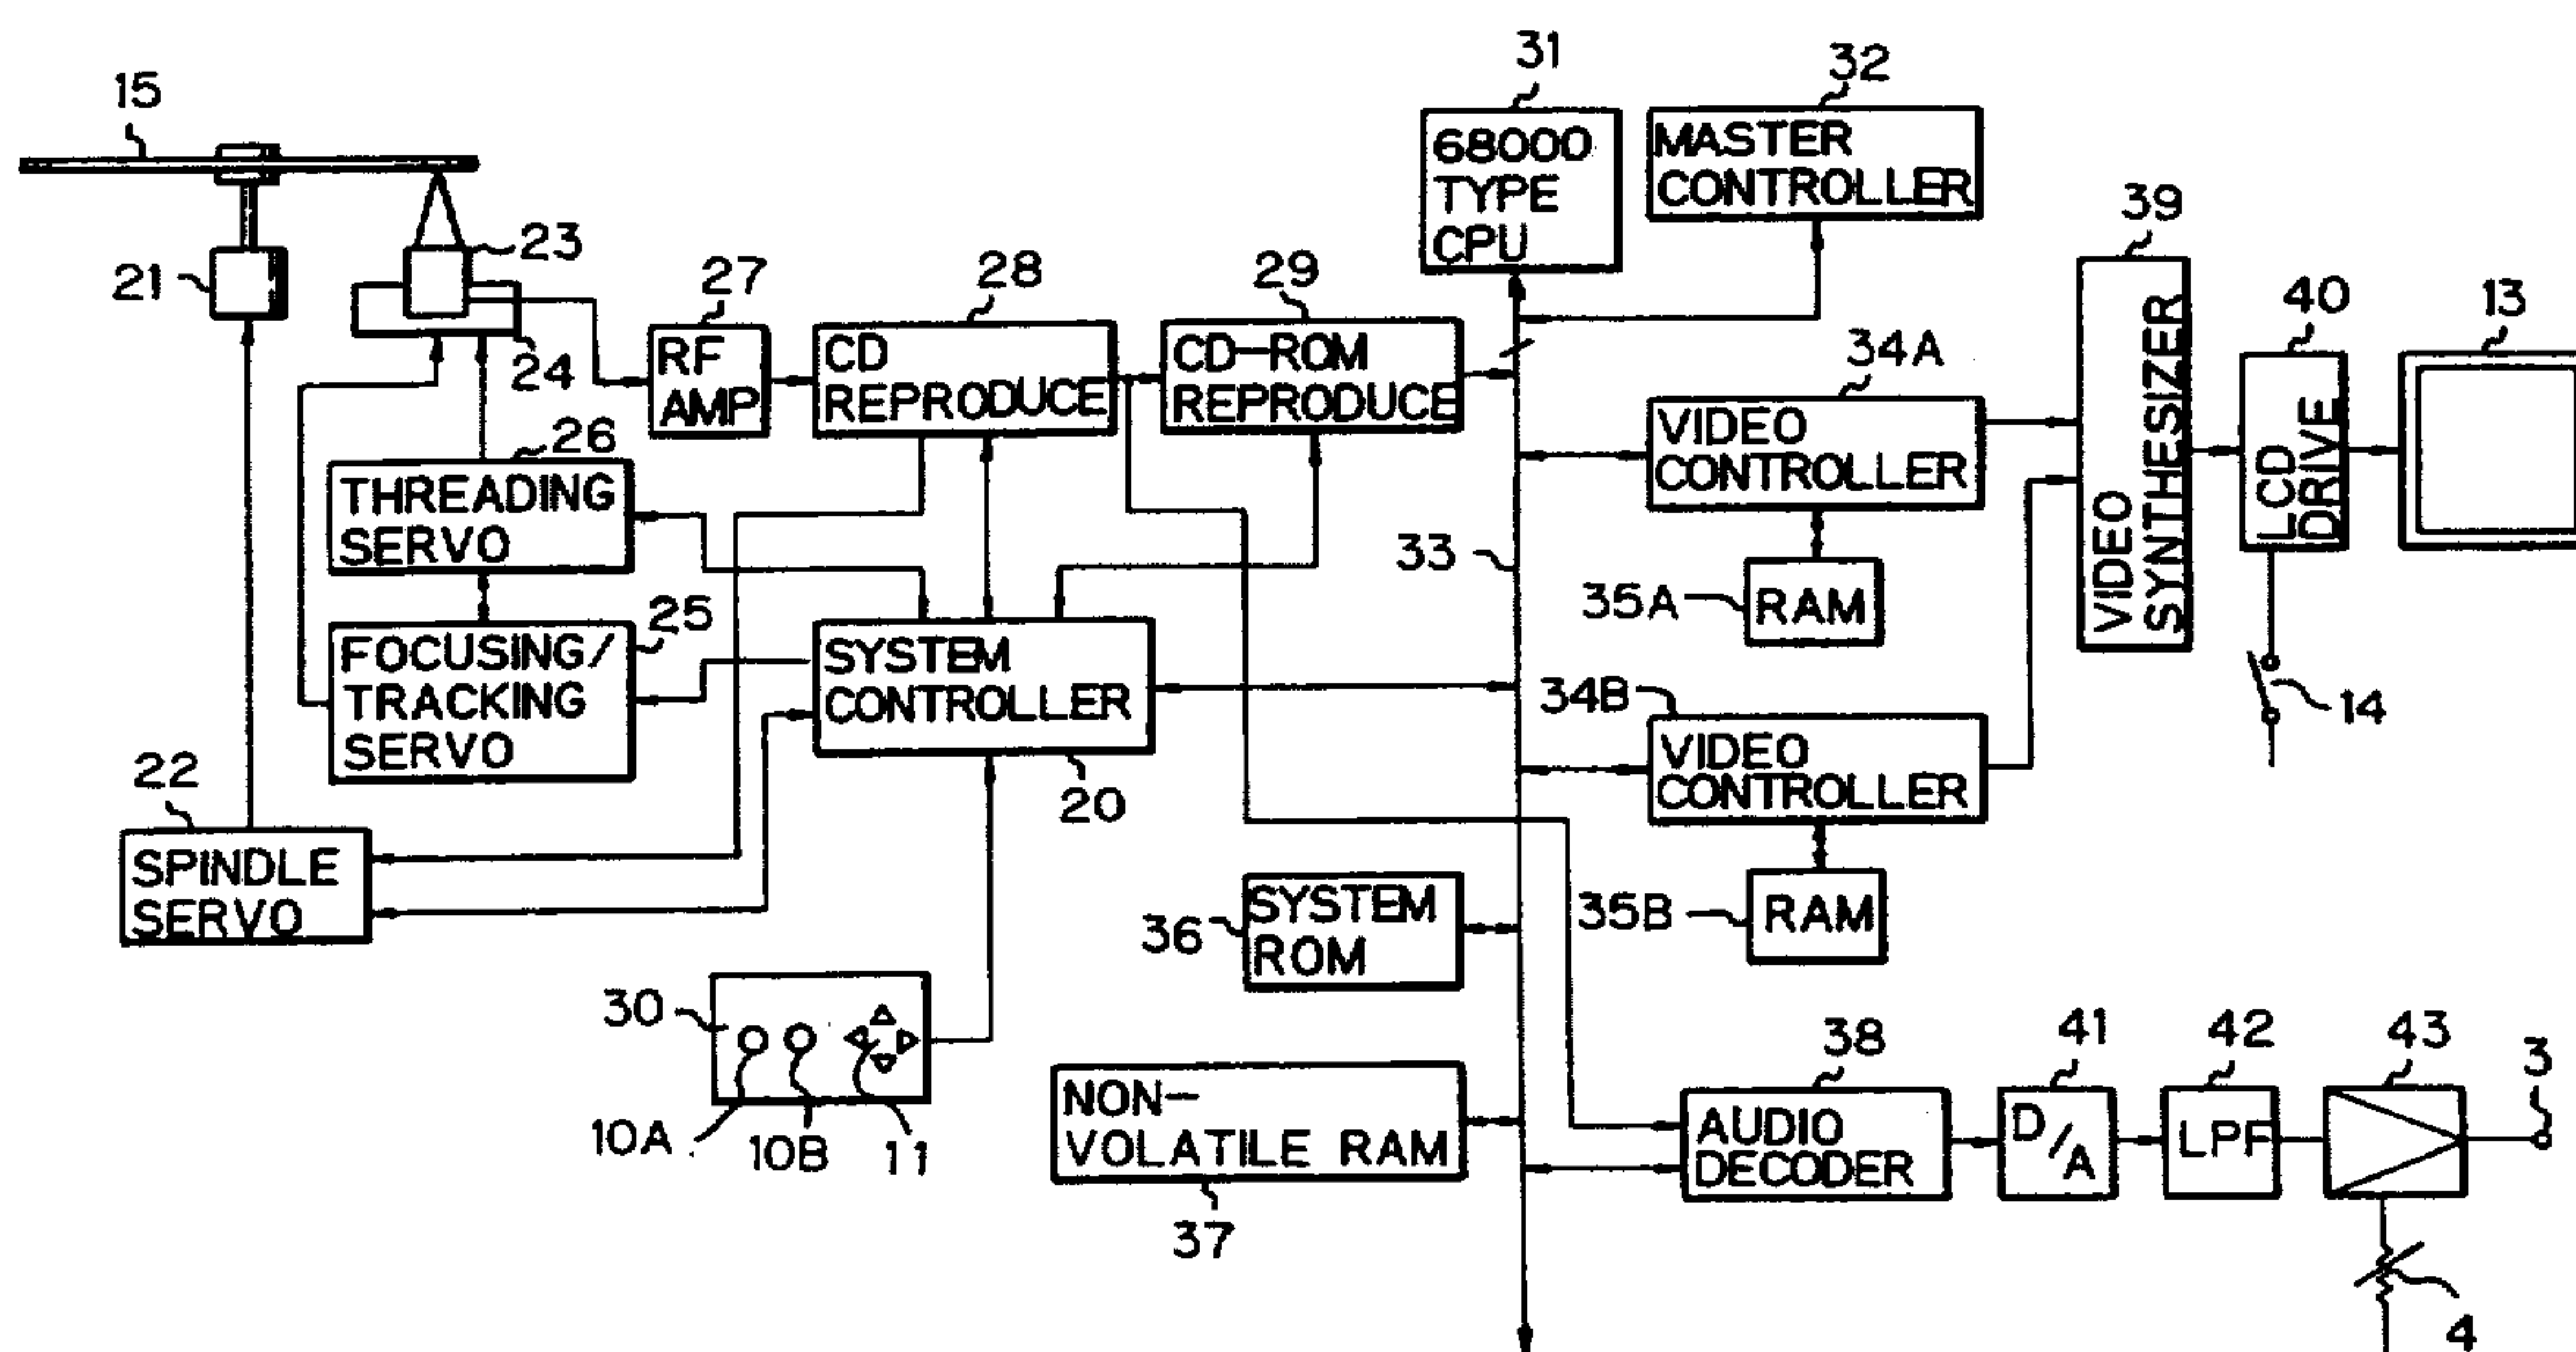 15
21
23
24
27
RF
AMP
28
CD
REPRODUCE
29
CD-ROM
REPRODUCE
31
68000
TYPE
CPU
32
MASTER
CONTROLLER
26
THREADING
SERVO
25
FOCUSING/
TRACKING
SERVO
22
SPINDLE
SERVO
SYSTEM
CONTROLLER
20
30
10A
10B
11
33
34A
VIDEO
CONTROLLER
35A
RAM
34B
VIDEO
CONTROLLER
35B
RAM
39
VIDEO
SYNTHESIZER
40
LCD
DRIVE
13
14
36
SYSTEM
ROM
NON-
VOLATILE RAM
37
38
AUDIO
DECODER
41
D/A
42
LPF
43
3
4